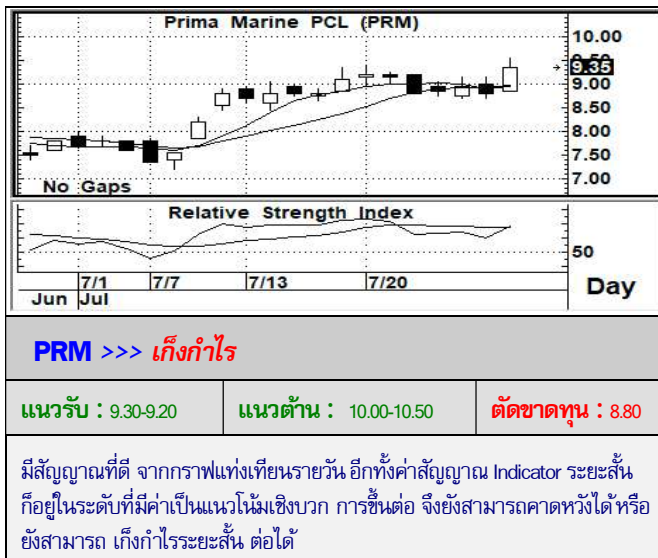 Prima Marine PCL (PRM)
10.00
9.50
9.35
9.00
8.50
8.00
7.50
7.00
No Gaps
Relative Strength Index
50
7/1 7/7 7/13 7/20
Jun Jul
Day
PRM >>> เก็งกำไร
แนวรับ : 9.30-9.20
แนวต้าน : 10.00-10.50
ตัดขาดทุน : 8.80
มีสัญญาณที่ดี จากกราฟแท่งเทียนรายวัน อีกทั้งค่าสัญญาณ Indicator ระยะสั้น
ก็อยู่ในระดับที่มีค่าเป็นแนวโน้มเชิงบวก การขึ้นต่อ จึงยังสามารถคาดหวังได้ หรือ
ยังสามารถ เก็งกำไรระยะสั้น ต่อได้